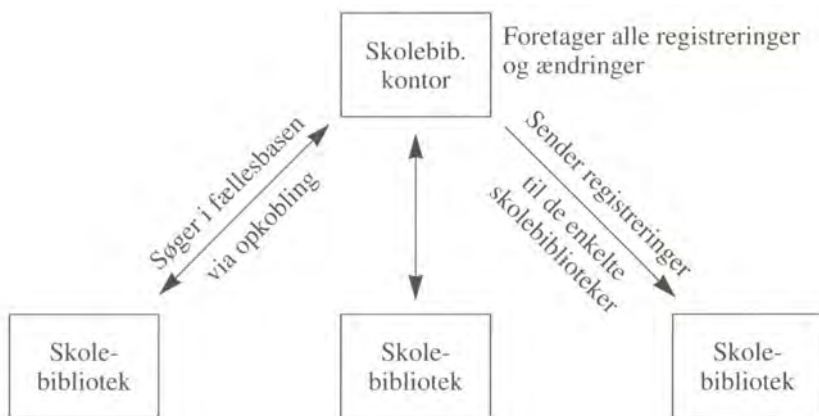 Skolebib.
kontor
Foretager alle registreringer
og ændringer
Søger i fællesbasen
via opkobling
Sender registreringer
til de enkelte
skolebiblioteker
Skole-
bibliotek
Skole-
bibliotek
Skole-
bibliotek